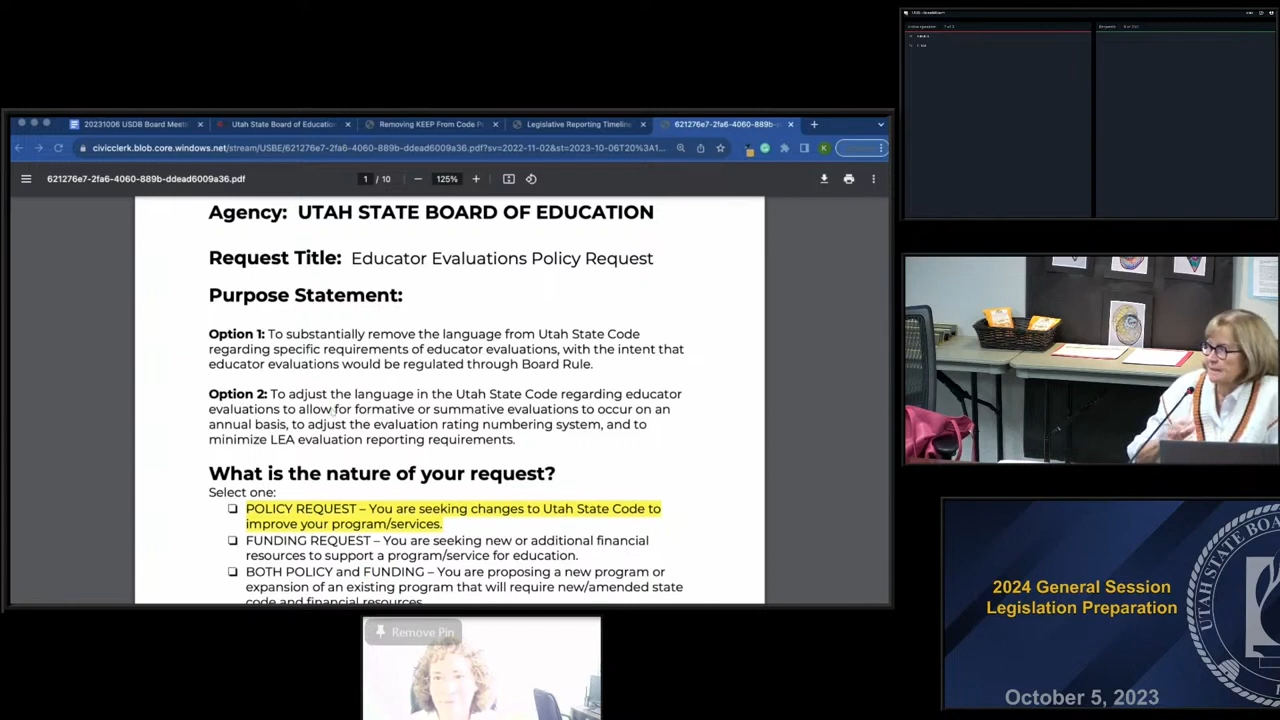 20231006 USDB Board Meeti
Utah State Board of Education
Removing KEEP From Code P
Legislative Reporting Timeline
621276e7-2fa6-4060-889b-
civicclerk.blob.core.windows.net/stream/USBE/621276e7-2fa6-4060-889b-ddead6009a36.pdf?sv=2022-11-02&st=2023-10-06T20%3A1...
K
621276e7-2fa6-4060-889b-ddead6009a36.pdf
1 / 10
125%
Agency: UTAH STATE BOARD OF EDUCATION
Request Title: Educator Evaluations Policy Request
Purpose Statement:
Option 1: To substantially remove the language from Utah State Code
regarding specific requirements of educator evaluations, with the intent that
educator evaluations would be regulated through Board Rule.
Option 2: To adjust the language in the Utah State Code regarding educator
evaluations to allow for formative or summative evaluations to occur on an
annual basis, to adjust the evaluation rating numbering system, and to
minimize LEA evaluation reporting requirements.
What is the nature of your request?
Select one:
POLICY REQUEST – You are seeking changes to Utah State Code to
improve your program/services.
FUNDING REQUEST – You are seeking new or additional financial
resources to support a program/service for education.
BOTH POLICY and FUNDING – You are proposing a new program or
expansion of an existing program that will require new/amended state
code and financial resources.
Remove Pin
2024 General Session
Legislation Preparation
UTAH STATE BOA
October 5, 2023